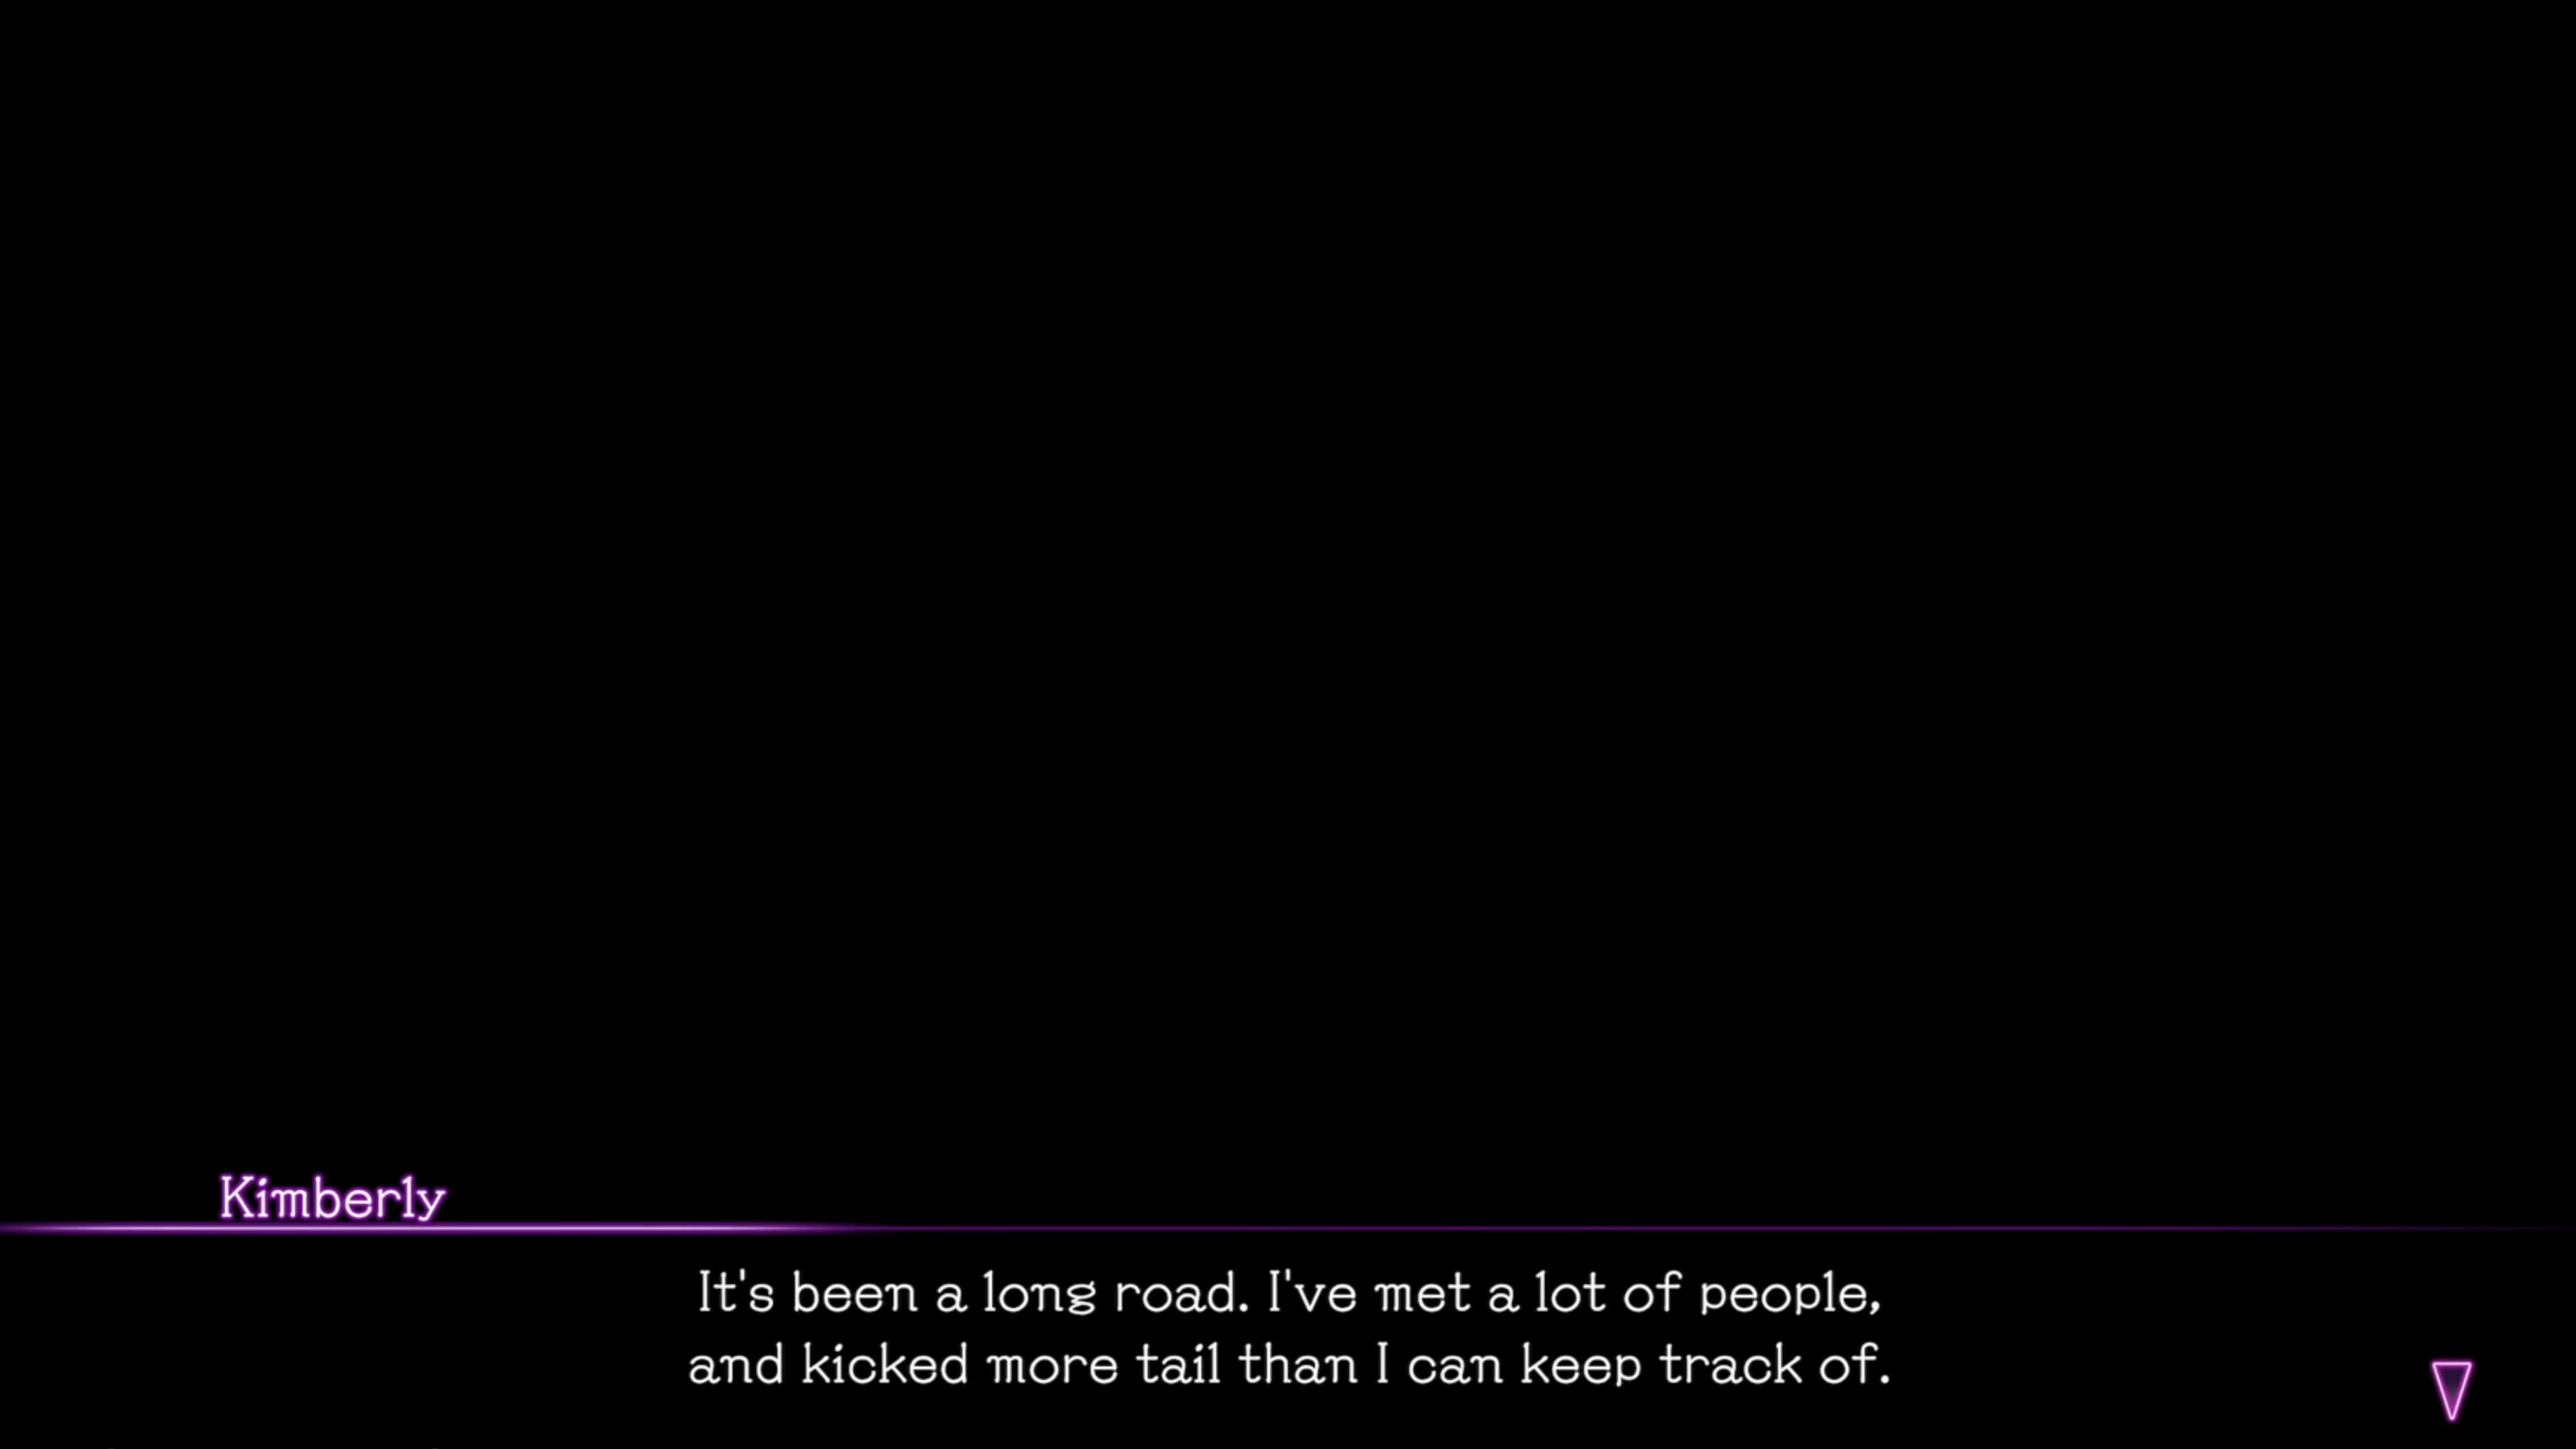 Kimberly
It's been a long road. I've met a lot of people,
and kicked more tail than I can keep track of.